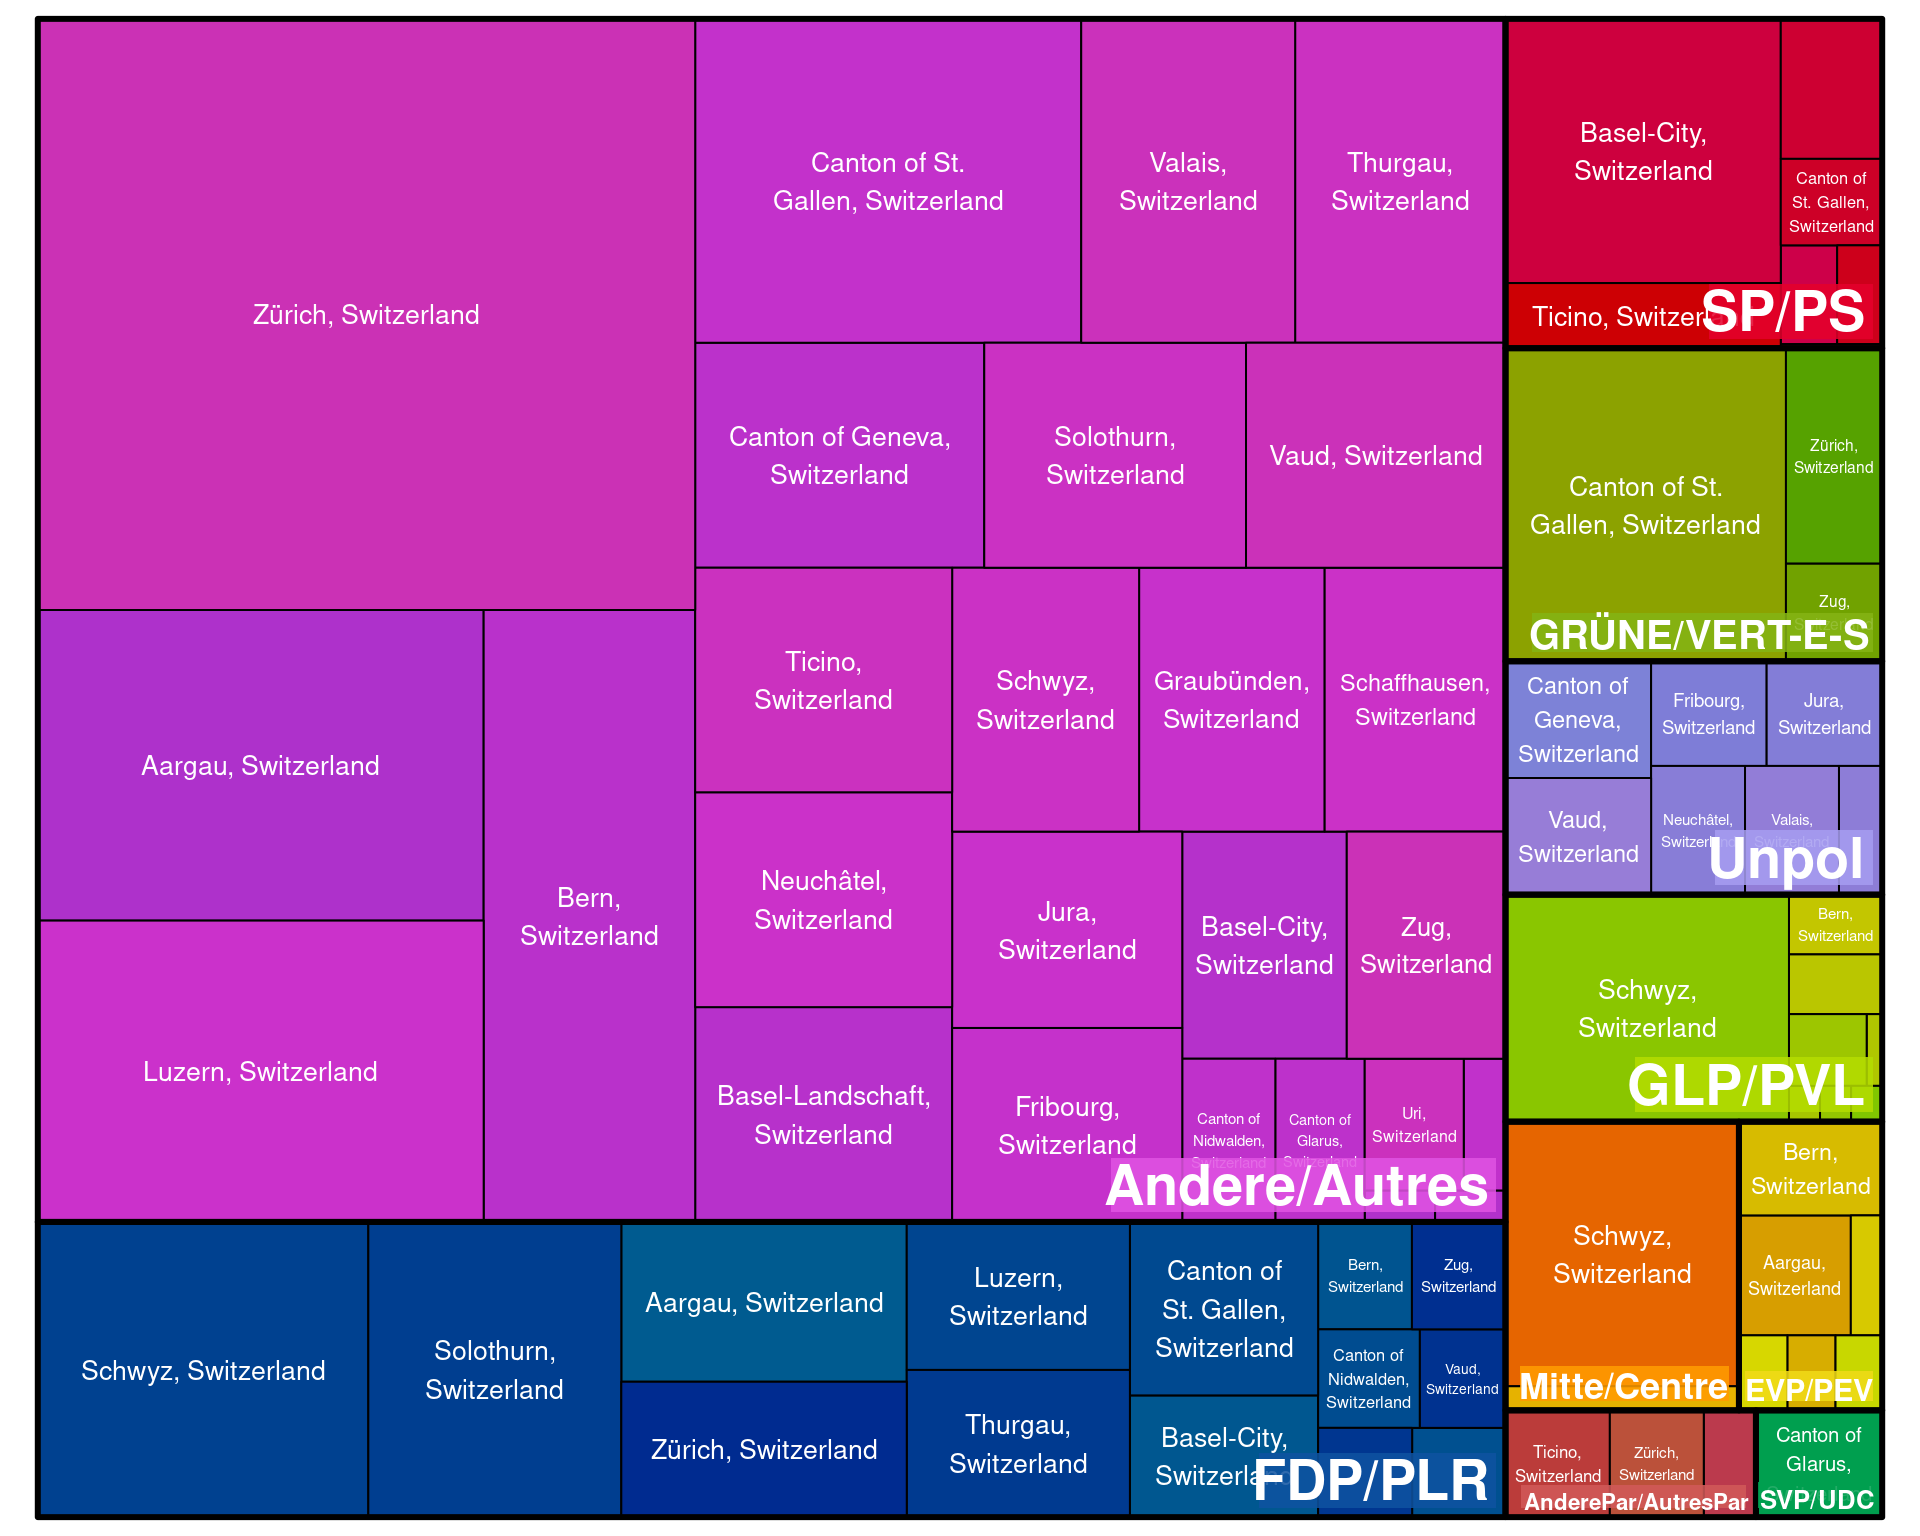 Zürich, Switzerland
Canton of St.
Gallen, Switzerland
Valais,
Switzerland
Thurgau,
Switzerland
Canton of Geneva,
Switzerland
Solothurn,
Switzerland
Vaud, Switzerland
Aargau, Switzerland
Bern,
Switzerland
Luzern, Switzerland
Ticino,
Switzerland
Schwyz,
Switzerland
Graubünden,
Switzerland
Schaffhausen,
Switzerland
Neuchâtel,
Switzerland
Jura,
Switzerland
Basel-City,
Switzerland
Zug,
Switzerland
Basel-Landschaft,
Switzerland
Fribourg,
Switzerland
Canton of
Nidwalden,
Switzerland
Canton of
Glarus,
Switzerland
Uri,
Switzerland
Andere/Autres
Schwyz, Switzerland
Solothurn,
Switzerland
Aargau, Switzerland
Zürich, Switzerland
Luzern,
Switzerland
Thurgau,
Switzerland
Canton of
St. Gallen,
Switzerland
Basel-City,
Switzerland
Bern,
Switzerland
Zug,
Switzerland
Canton of
Nidwalden,
Switzerland
Vaud,
Switzerland
FDP/PLR
Basel-City,
Switzerland
Canton of
St. Gallen,
Switzerland
Ticino, Switzerland
SP/PS
Canton of St.
Gallen, Switzerland
Zürich,
Switzerland
Zug,
Switzerland
GRÜNE/VERT-E-S
Canton of
Geneva,
Switzerland
Fribourg,
Switzerland
Jura,
Switzerland
Vaud,
Switzerland
Neuchâtel,
Switzerland
Valais,
Switzerland
Unpol
Schwyz,
Switzerland
Bern,
Switzerland
GLP/PVL
Schwyz,
Switzerland
Mitte/Centre
Bern,
Switzerland
Aargau,
Switzerland
EVP/PEV
Ticino,
Switzerland
Zürich,
Switzerland
AnderePar/AutresPar
Canton of
Glarus,
SVP/UDC